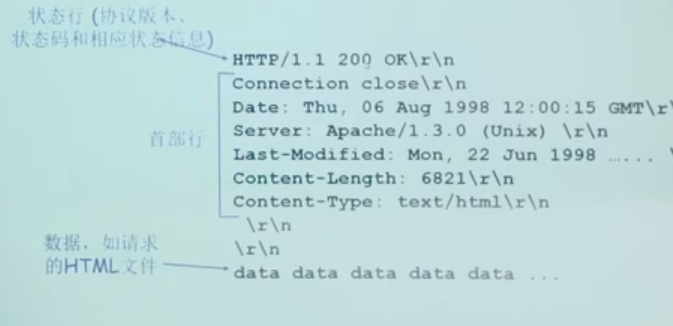 状态行 (协议版本、
状态码和相应状态信息)
HTTP/1.1 200 OK\r\n
Connection close\r\n
Date: Thu, 06 Aug 1998 12:00:15 GMT\r\
首部行
Server: Apache/1.3.0 (Unix) \r\n
Last-Modified: Mon, 22 Jun 1998 …... \
Content-Length: 6821\r\n
Content-Type: text/html\r\n
\r\n
\r\n
数据, 如请求
的HTML文件
data data data data data ...